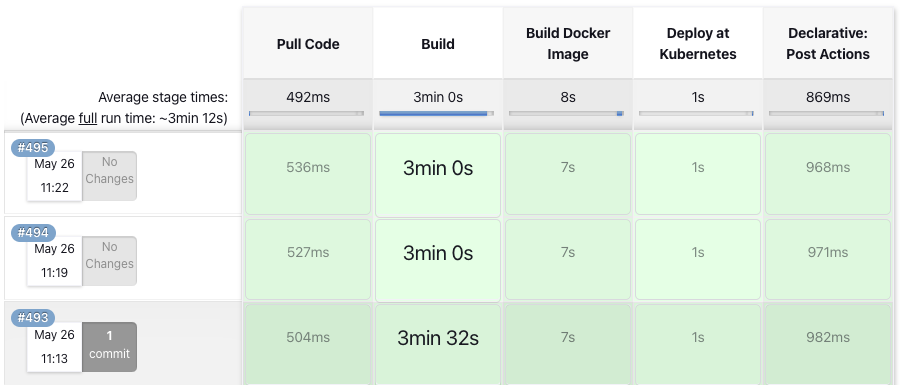 Pull Code
Build
Build Docker
Image
Deploy at
Kubernetes
Declarative:
Post Actions
Average stage times:
(Average full run time: ~3min 12s)
492ms
3min 0s
8s
1s
869ms
#495
May 26
11:22
No
Changes
536ms
3min 0s
7s
1s
968ms
#494
May 26
11:19
No
Changes
527ms
3min 0s
7s
1s
971ms
#493
May 26
11:13
1
commit
504ms
3min 32s
7s
1s
982ms